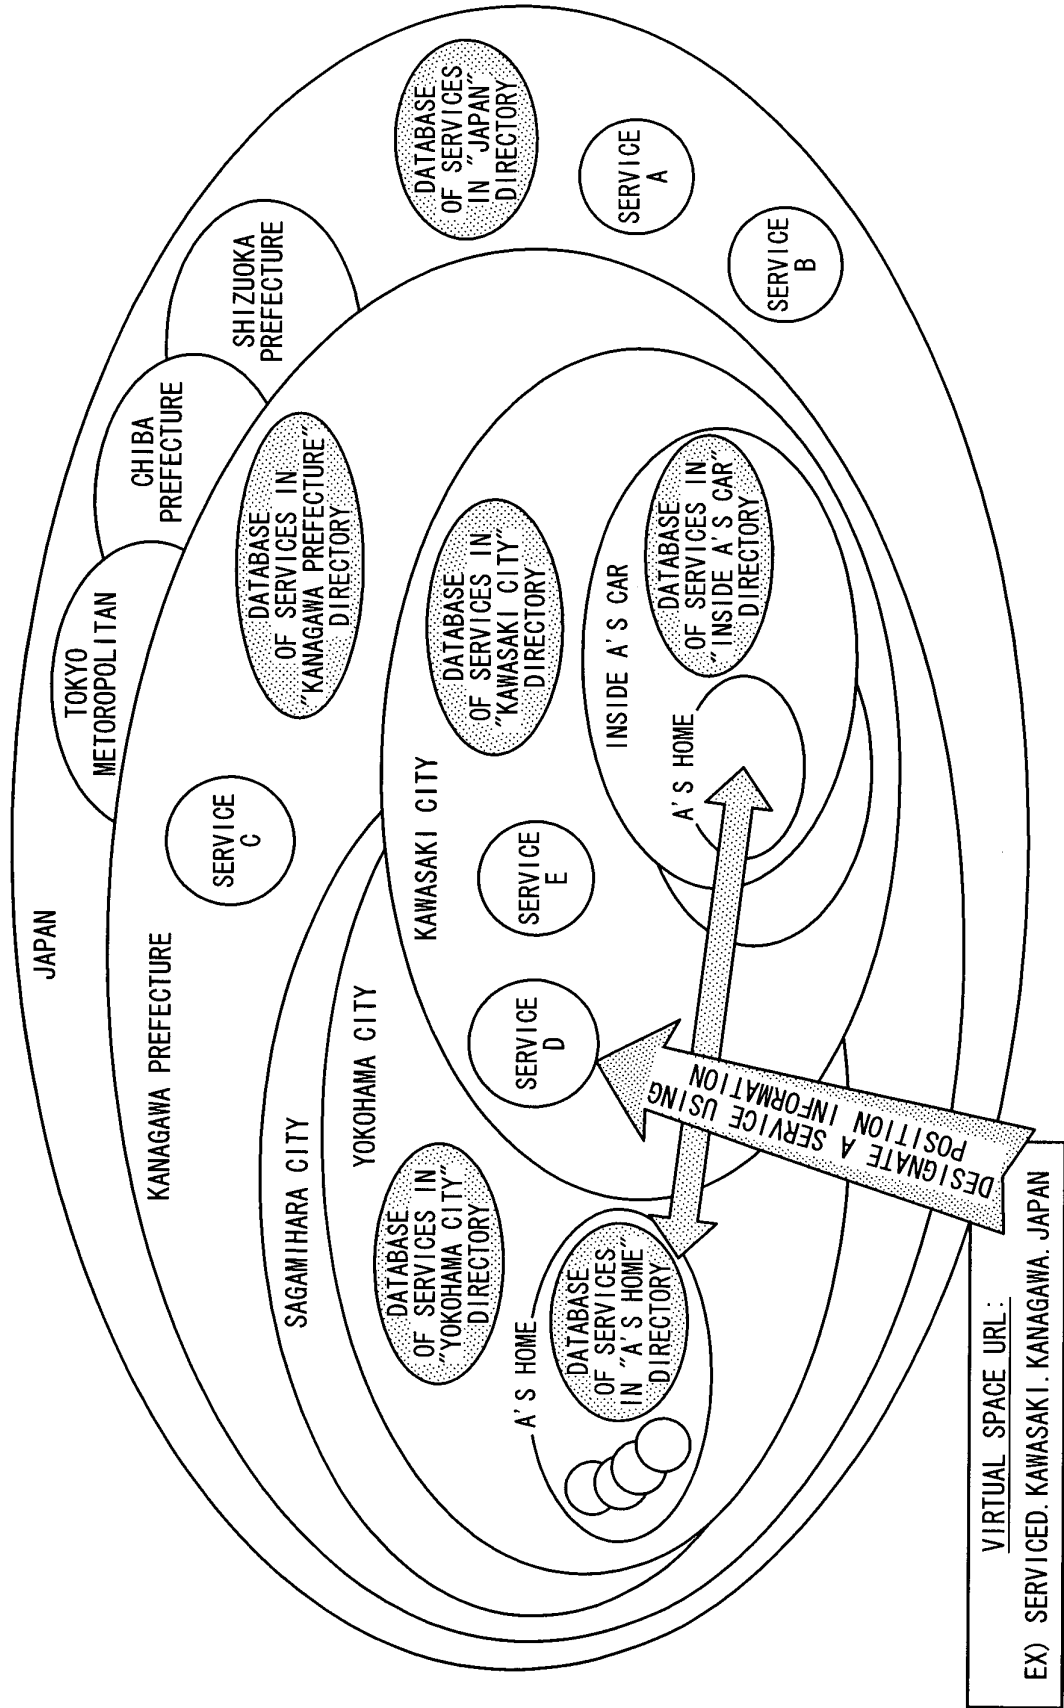 JAPAN
TOKYO
METOROPOLITAN
CHIBA
PREFECTURE
SHIZUOKA
PREFECTURE
KANAGAWA PREFECTURE
SERVICE
C
DATABASE
OF SERVICES IN
"KANAGAWA PREFECTURE"
DIRECTORY
DATABASE
OF SERVICES
IN "JAPAN"
DIRECTORY
SERVICE
A
SERVICE
B
SAGAMIHARA CITY
YOKOHAMA CITY
DATABASE
OF SERVICES IN
"YOKOHAMA CITY"
DIRECTORY
KAWASAKI CITY
DATABASE
OF SERVICES IN
"KAWASAKI CITY"
DIRECTORY
SERVICE
D
SERVICE
E
A'S HOME
DATABASE
OF SERVICES
IN "A'S HOME"
DIRECTORY
INSIDE A'S CAR
A'S HOME
DATABASE
OF SERVICES IN
"INSIDE A'S CAR"
DIRECTORY
DESIGNATE A SERVICE USING
POSITION INFORMATION
VIRTUAL SPACE URL:
EX) SERVICED. KAWASAKI. KANAGAWA. JAPAN